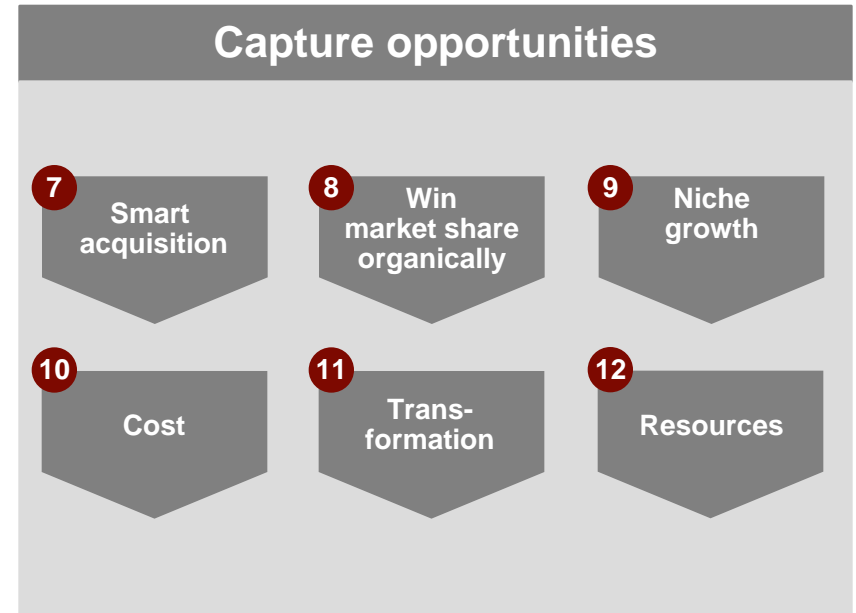 Capture opportunities
7
Smart
acquisition
8
Win
market share
organically
9
Niche
growth
10
Cost
11
Trans-
formation
12
Resources